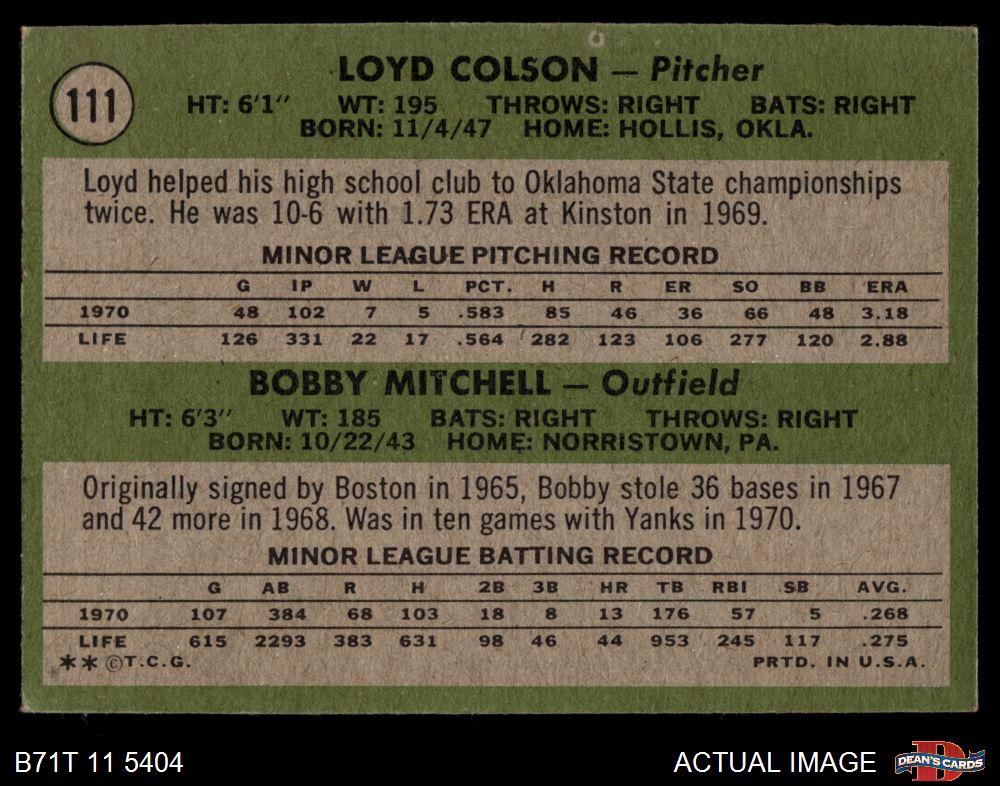 111
LOYD COLSON — Pitcher
HT: 6'1" WT: 195 THROWS: RIGHT BATS: RIGHT
BORN: 11/4/47 HOME: HOLLIS, OKLA.
Loyd helped his high school club to Oklahoma State championships
twice. He was 10-6 with 1.73 ERA at Kinston in 1969.
MINOR LEAGUE PITCHING RECORD
G IP W L PCT. H R ER SO BB ERA
1970 48 102 7 5 .583 85 46 36 66 48 3.18
LIFE 126 331 22 17 .564 282 123 106 277 120 2.88
BOBBY MITCHELL — Outfield
HT: 6'3" WT: 185 BATS: RIGHT THROWS: RIGHT
BORN: 10/22/43 HOME: NORRISTOWN, PA.
Originally signed by Boston in 1965, Bobby stole 36 bases in 1967
and 42 more in 1968. Was in ten games with Yanks in 1970.
MINOR LEAGUE BATTING RECORD
G AB R H 2B 3B HR TB RBI SB AVG.
1970 107 384 68 103 18 8 13 176 57 5 .268
LIFE 615 2293 383 631 98 46 44 953 245 117 .275
** ©T.C.G. PRTD. IN U.S.A.
B71T 11 5404 ACTUAL IMAGE DEAN'S CARDS